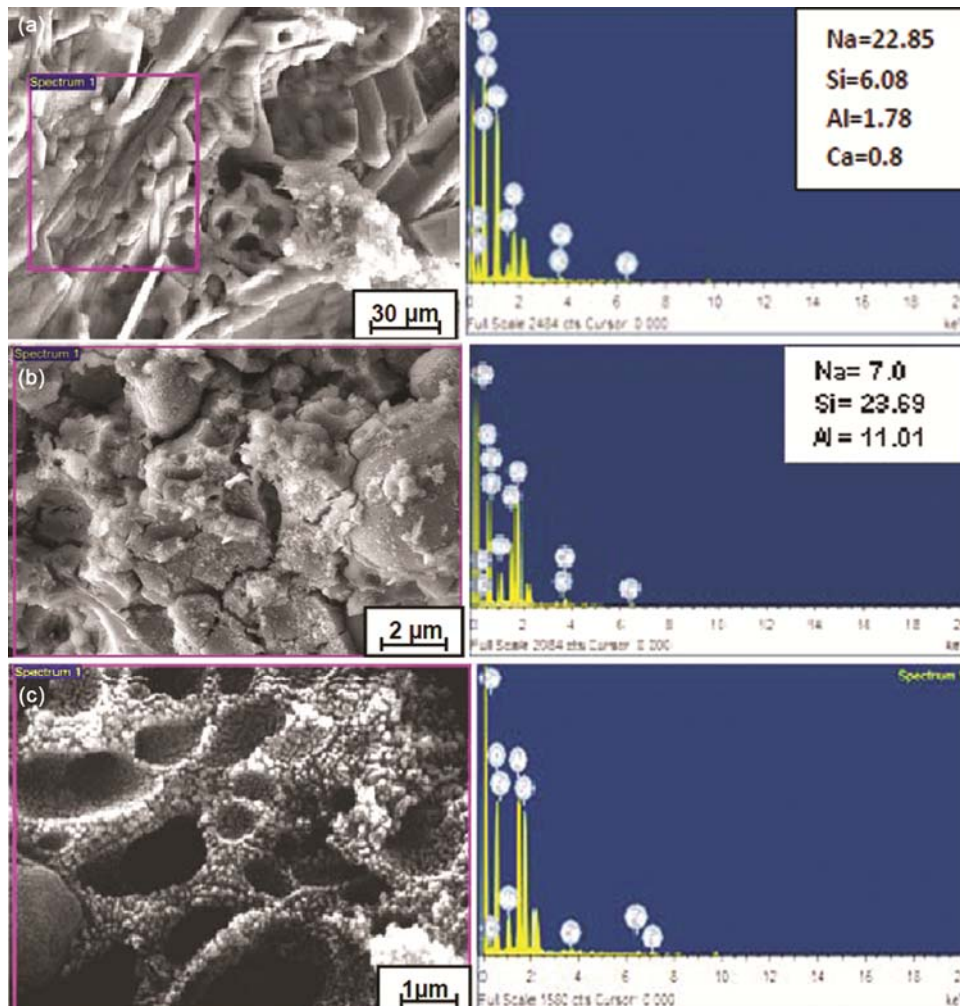 (a)
Spectrum 1
30 µm
Na=22.85
Si=6.08
Al=1.78
Ca=0.8
0 2 4 6 8 10 12 14 16 18 20
Full Scale 2484 cts Cursor: 0.000
Spectrum 1
(b)
2 µm
Na= 7.0
Si= 23.69
Al = 11.01
0 2 4 6 8 10 12 14 16 18
Full Scale 2084 cts Cursor: 0.000
Spectrum 1
(c)
1µm
Spectrum
0 2 4 6 8 10 12 14 16 18 20
Full Scale 1580 cts Cursor: 0.000